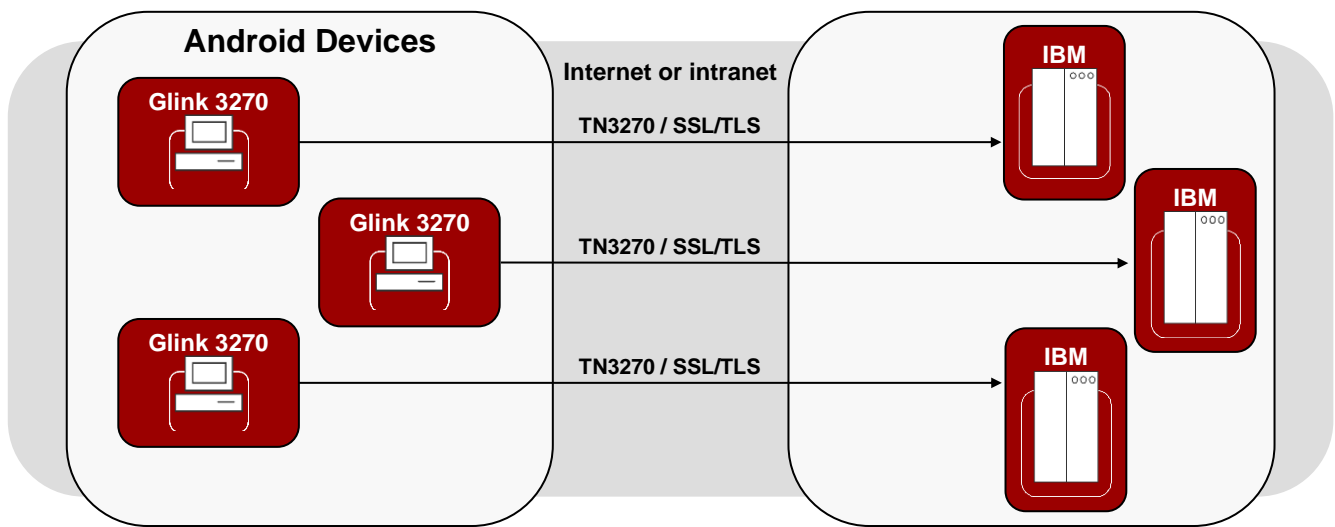 Android Devices
Internet or intranet
IBM
Glink 3270
TN3270 / SSL/TLS
IBM
Glink 3270
TN3270 / SSL/TLS
Glink 3270
TN3270 / SSL/TLS
IBM